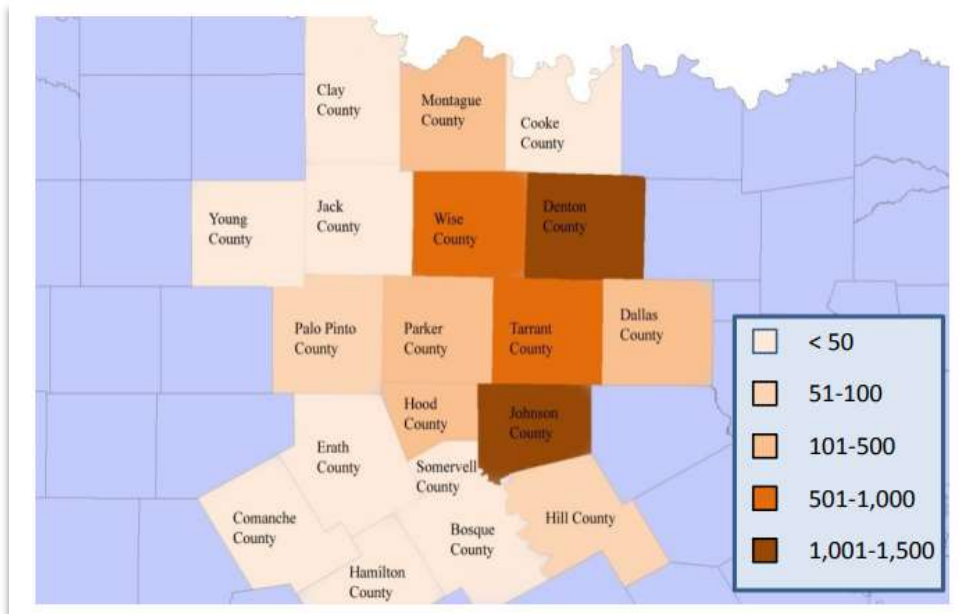 Clay
County
Montague
County
Cooke
County
Young
County
Jack
County
Wise
County
Denton
County
Palo Pinto
County
Parker
County
Tarrant
County
Dallas
County
Hood
County
Johnson
County
Erath
County
Somervell
County
Comanche
County
Bosque
County
Hill County
Hamilton
County
< 50
51-100
101-500
501-1,000
1,001-1,500